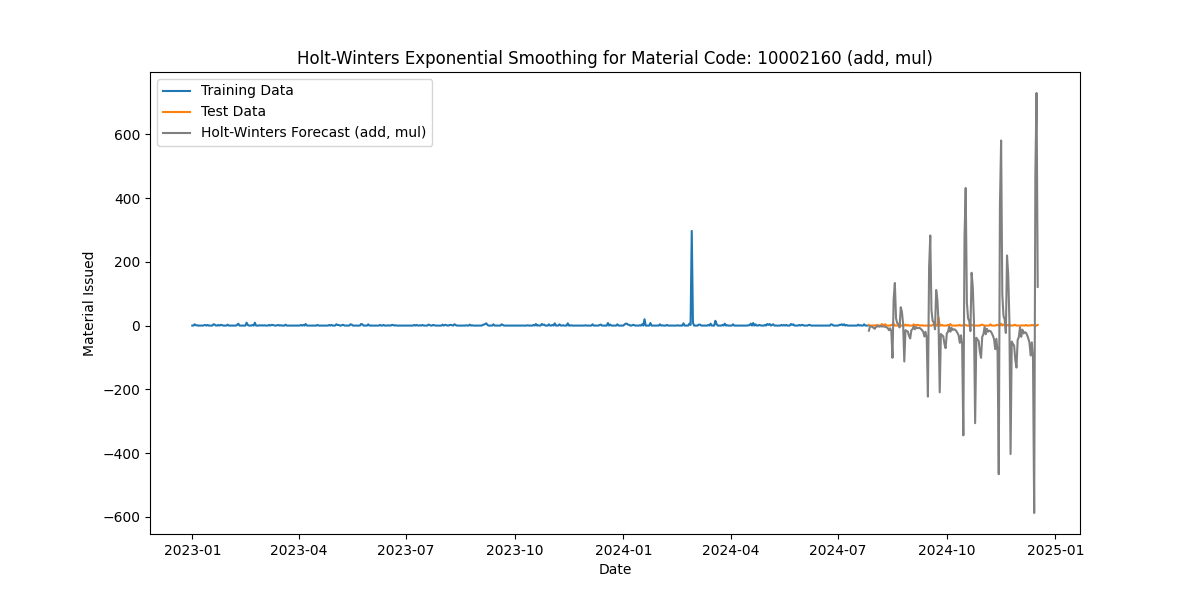 Holt-Winters Exponential Smoothing for Material Code: 10002160 (add, mul)
Training Data
Test Data
Holt-Winters Forecast (add, mul)
Material Issued
600
400
200
0
−200
−400
−600
2023-01 2023-04 2023-07 2023-10 2024-01 2024-04 2024-07 2024-10 2025-01
Date